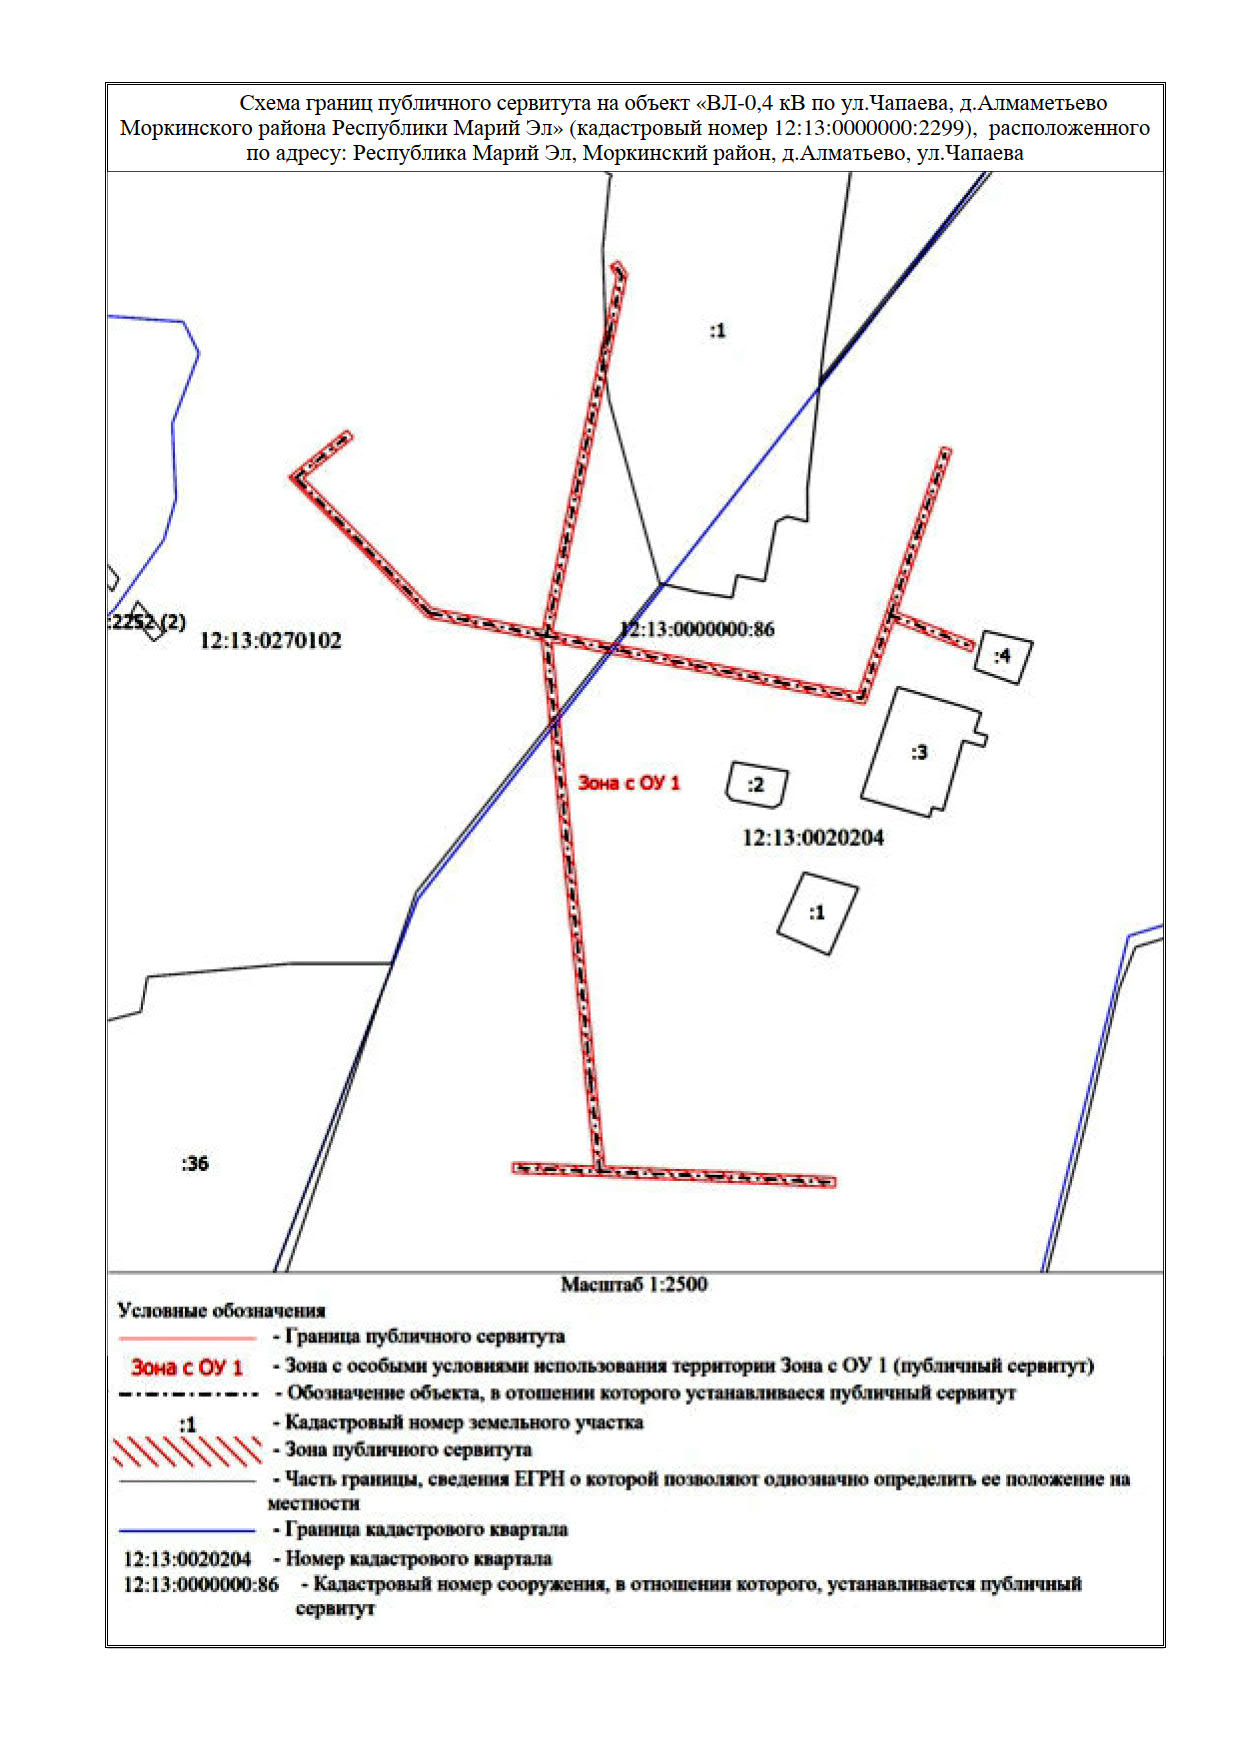 Схема границ публичного сервитута на объект «ВЛ-0,4 кВ по ул.Чапаева, д.Алмаметьево
Моркинского района Республики Марий Эл» (кадастровый номер 12:13:0000000:2299), расположенного
по адресу: Республика Марий Эл, Моркинский район, д.Алматьево, ул.Чапаева
:1
:2252 (2)
12:13:0270102
12:13:0000000:86
:4
:3
Зона с ОУ 1
:2
12:13:0020204
:1
:36
Масштаб 1:2500
Условные обозначения
- Граница публичного сервитута
Зона с ОУ 1 - Зона с особыми условиями использования территории Зона с ОУ 1 (публичный сервитут)
- Обозначение объекта, в отошении которого устанавливаеся публичный сервитут
:1 - Кадастровый номер земельного участка
- Зона публичного сервитута
- Часть границы, сведения ЕГРН о которой позволяют однозначно определить ее положение на
местности
- Граница кадастрового квартала
12:13:0020204 - Номер кадастрового квартала
12:13:0000000:86 - Кадастровый номер сооружения, в отношении которого, устанавливается публичный
сервитут